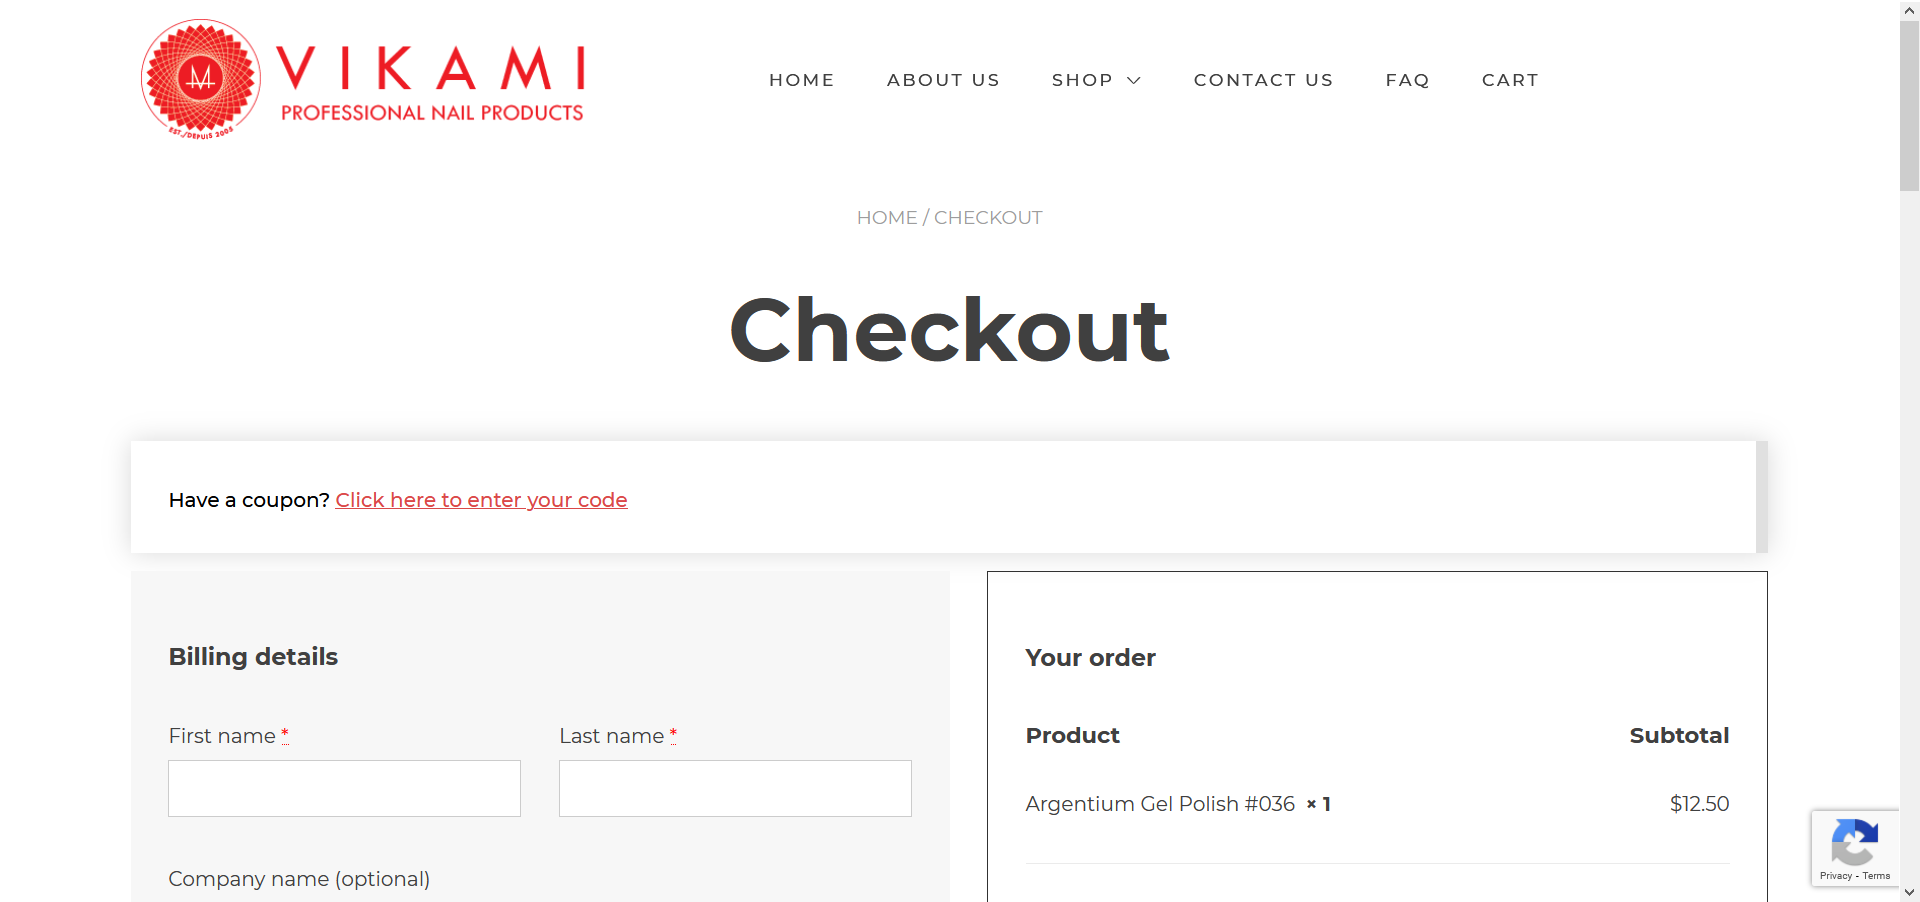 VIKAMI
PROFESSIONAL NAIL PRODUCTS
EST./DEPUIS 2005
HOME
ABOUT US
SHOP
CONTACT US
FAQ
CART
HOME / CHECKOUT
Checkout
Have a coupon? Click here to enter your code
Billing details
First name *
Last name *
Company name (optional)
Your order
Product Subtotal
Argentium Gel Polish #036 × 1 $12.50
Privacy - Terms